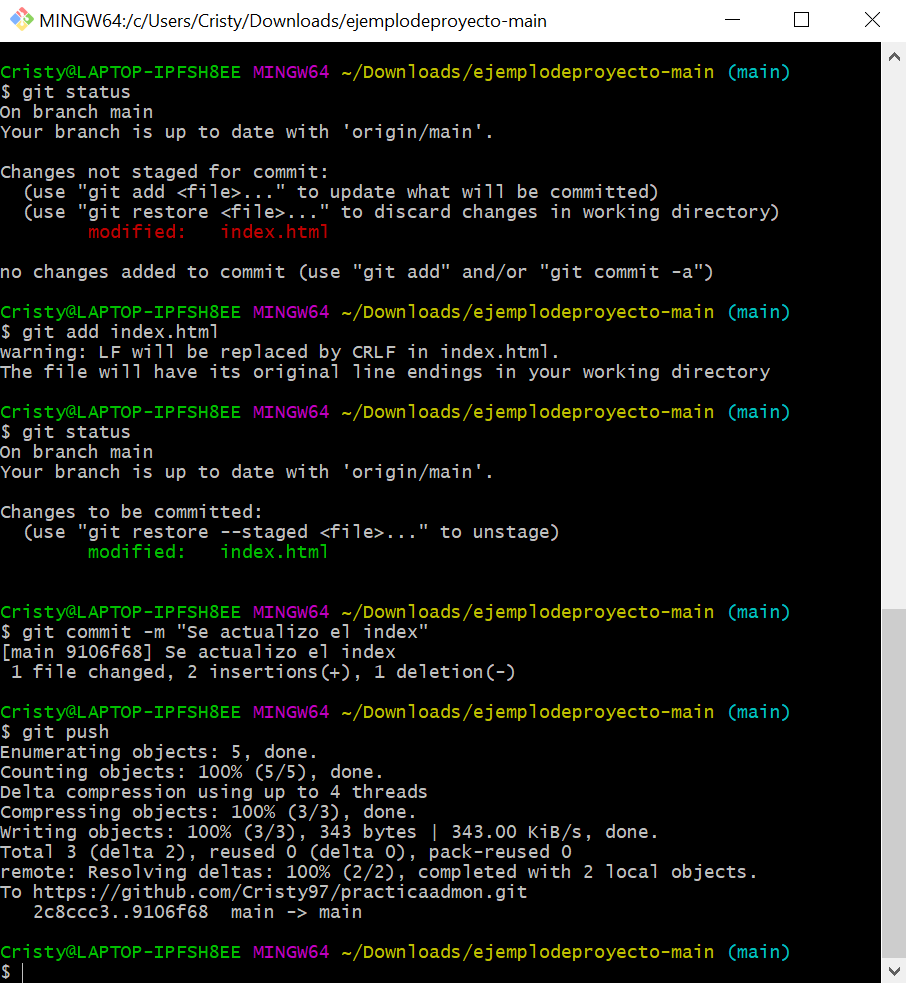 MINGW64:/c/Users/Cristy/Downloads/ejemplodeproyecto-main
Cristy@LAPTOP-IPFSH8EE MINGW64 ~/Downloads/ejemplodeproyecto-main (main)
$ git status
On branch main
Your branch is up to date with 'origin/main'.
Changes not staged for commit:
  (use "git add <file>..." to update what will be committed)
  (use "git restore <file>..." to discard changes in working directory)
        modified:   index.html
no changes added to commit (use "git add" and/or "git commit -a")
Cristy@LAPTOP-IPFSH8EE MINGW64 ~/Downloads/ejemplodeproyecto-main (main)
$ git add index.html
warning: LF will be replaced by CRLF in index.html.
The file will have its original line endings in your working directory
Cristy@LAPTOP-IPFSH8EE MINGW64 ~/Downloads/ejemplodeproyecto-main (main)
$ git status
On branch main
Your branch is up to date with 'origin/main'.
Changes to be committed:
  (use "git restore --staged <file>..." to unstage)
        modified:   index.html
Cristy@LAPTOP-IPFSH8EE MINGW64 ~/Downloads/ejemplodeproyecto-main (main)
$ git commit -m "Se actualizo el index"
[main 9106f68] Se actualizo el index
 1 file changed, 2 insertions(+), 1 deletion(-)
Cristy@LAPTOP-IPFSH8EE MINGW64 ~/Downloads/ejemplodeproyecto-main (main)
$ git push
Enumerating objects: 5, done.
Counting objects: 100% (5/5), done.
Delta compression using up to 4 threads
Compressing objects: 100% (3/3), done.
Writing objects: 100% (3/3), 343 bytes | 343.00 KiB/s, done.
Total 3 (delta 2), reused 0 (delta 0), pack-reused 0
remote: Resolving deltas: 100% (2/2), completed with 2 local objects.
To https://github.com/Cristy97/practicaadmon.git
   2c8ccc3..9106f68  main -> main
Cristy@LAPTOP-IPFSH8EE MINGW64 ~/Downloads/ejemplodeproyecto-main (main)
$